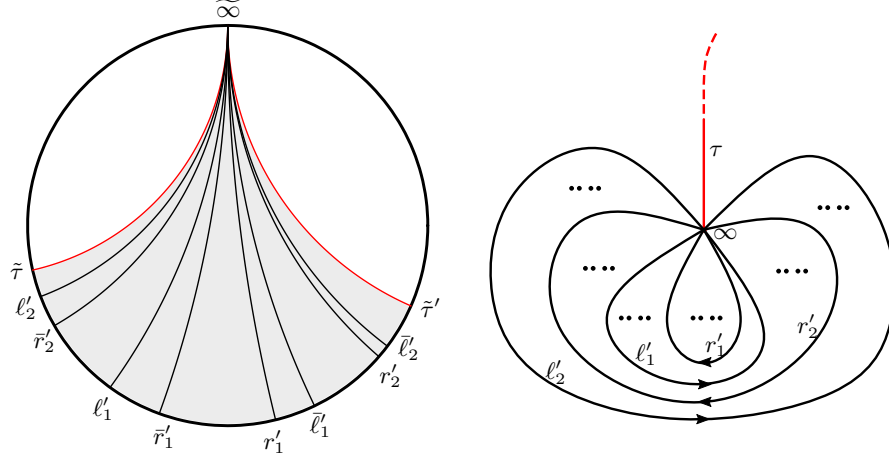 ∞̃
τ̃
ℓ′₂
r̄′₂
ℓ′₁
r̄′₁
r′₁
ℓ̄′₁
r′₂
ℓ̄′₂
τ̃′
τ
∞
r′₁
ℓ′₁
r′₂
ℓ′₂